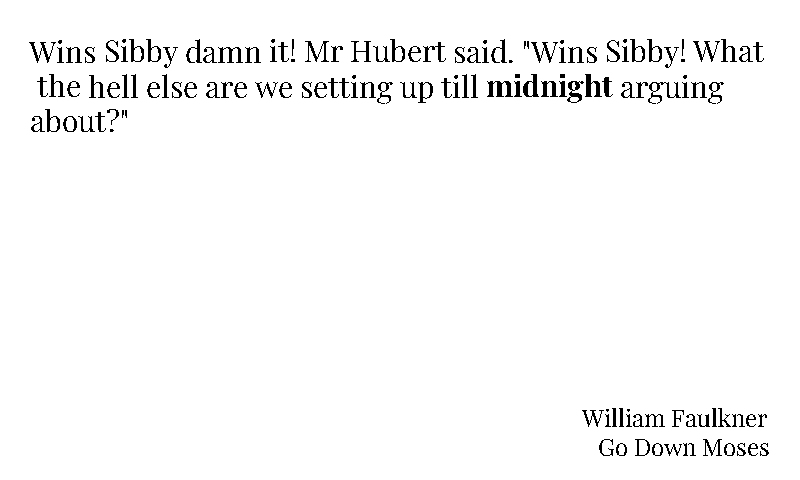 Wins Sibby damn it! Mr Hubert said. "Wins Sibby! What
the hell else are we setting up till midnight arguing
about?"
William Faulkner
Go Down Moses